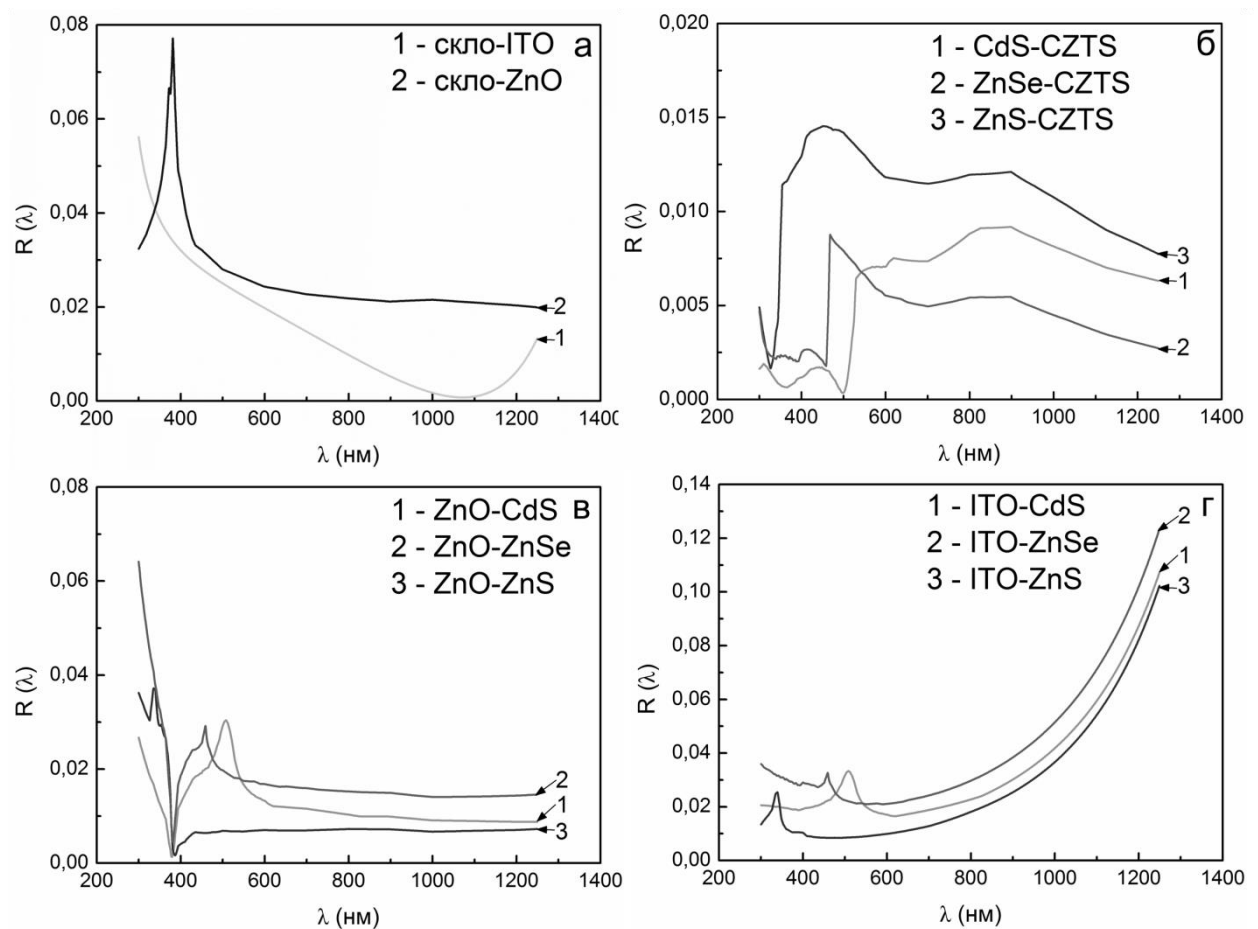 0,08
0,06
0,04
0,02
0,00
200
400
600
800
1000
1200
1400
R (λ)
λ (нм)
1 - скло-ITO
2 - скло-ZnO
а
2
1
0,020
0,015
0,010
0,005
0,000
200
400
600
800
1000
1200
1400
R (λ)
λ (нм)
1 - CdS-CZTS
2 - ZnSe-CZTS
3 - ZnS-CZTS
б
3
1
2
0,08
0,06
0,04
0,02
0,00
200
400
600
800
1000
1200
1400
R (λ)
λ (нм)
1 - ZnO-CdS
2 - ZnO-ZnSe
3 - ZnO-ZnS
в
2
1
3
0,14
0,12
0,10
0,08
0,06
0,04
0,02
0,00
200
400
600
800
1000
1200
1400
R (λ)
λ (нм)
1 - ITO-CdS
2 - ITO-ZnSe
3 - ITO-ZnS
г
2
1
3